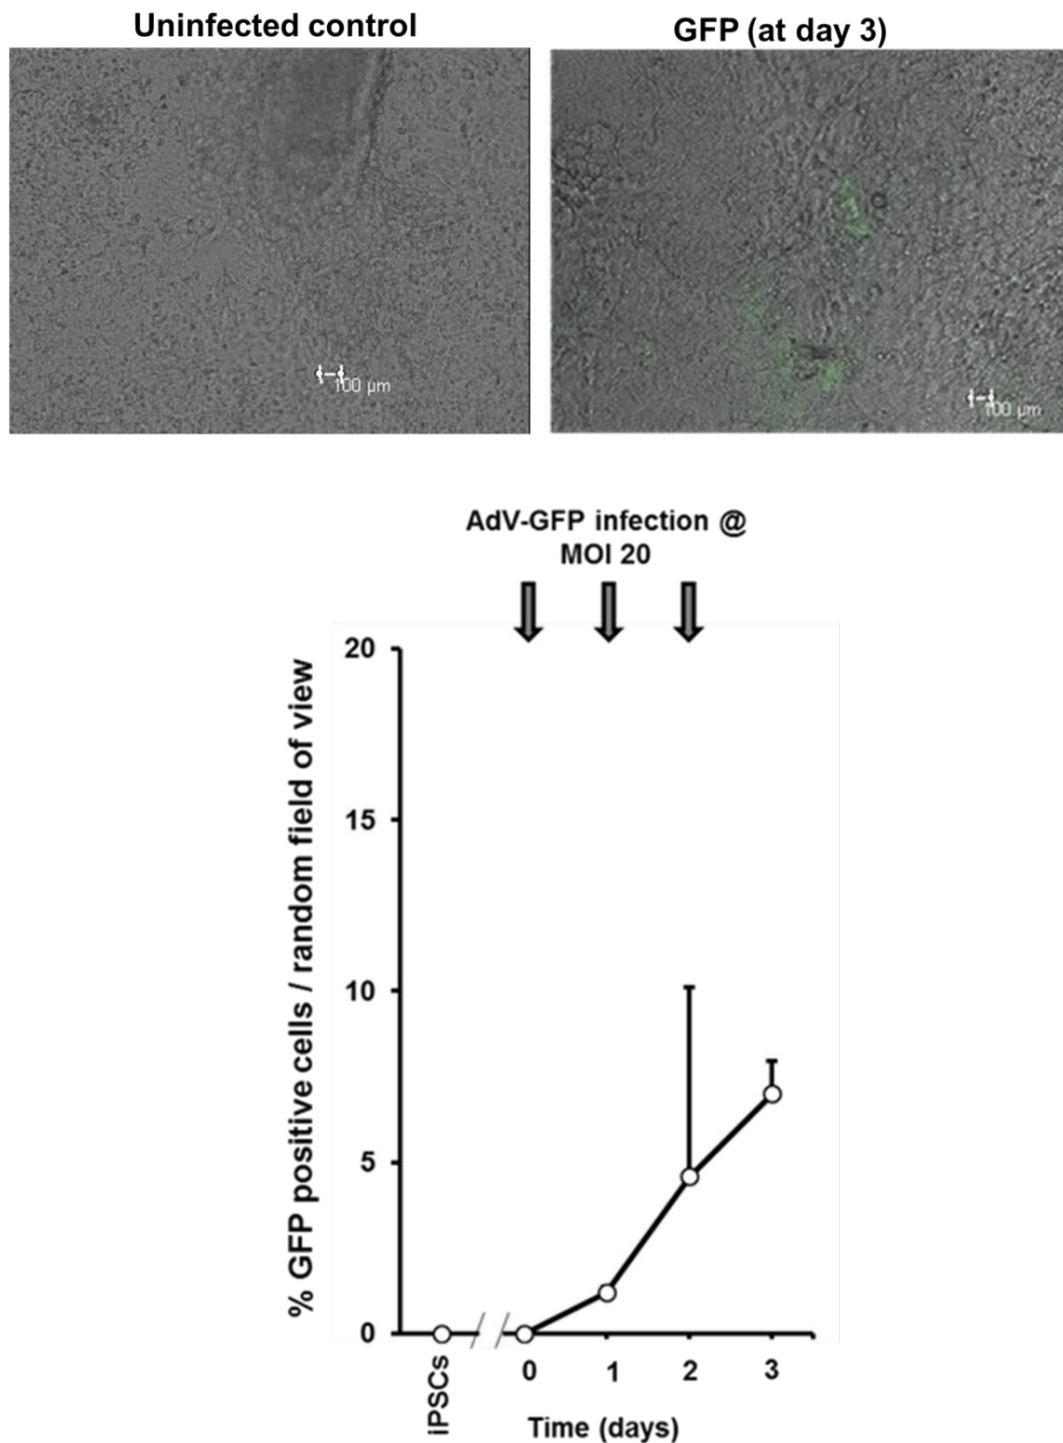 Uninfected control
GFP (at day 3)
100 µm
100 µm
AdV-GFP infection @
MOI 20
% GFP positive cells / random field of view
20
15
10
5
0
iPSCs
0
1
2
3
Time (days)